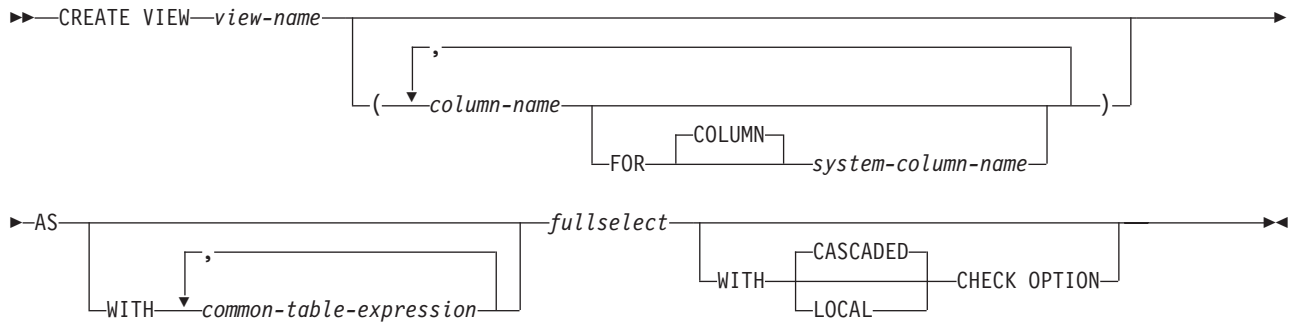 CREATE VIEW view-name
,
( column-name )
COLUMN
FOR system-column-name
AS fullselect
, CASCADED
WITH common-table-expression WITH CHECK OPTION
LOCAL